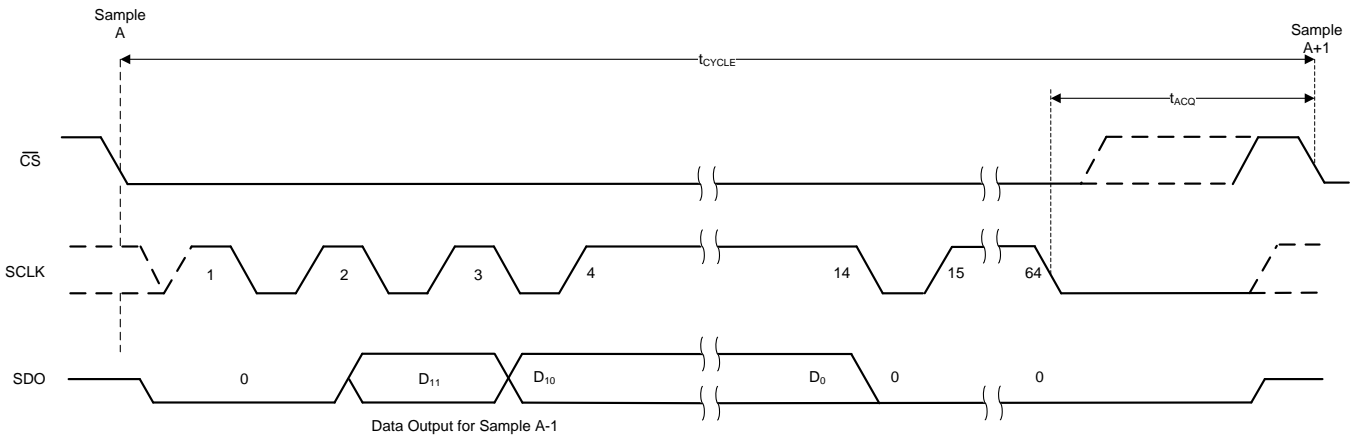 Sample
A
Sample
A+1
tCYCLE
tACQ
CS
SCLK
1
2
3
4
14
15
64
SDO
0
D11
D10
D0
0
0
Data Output for Sample A-1